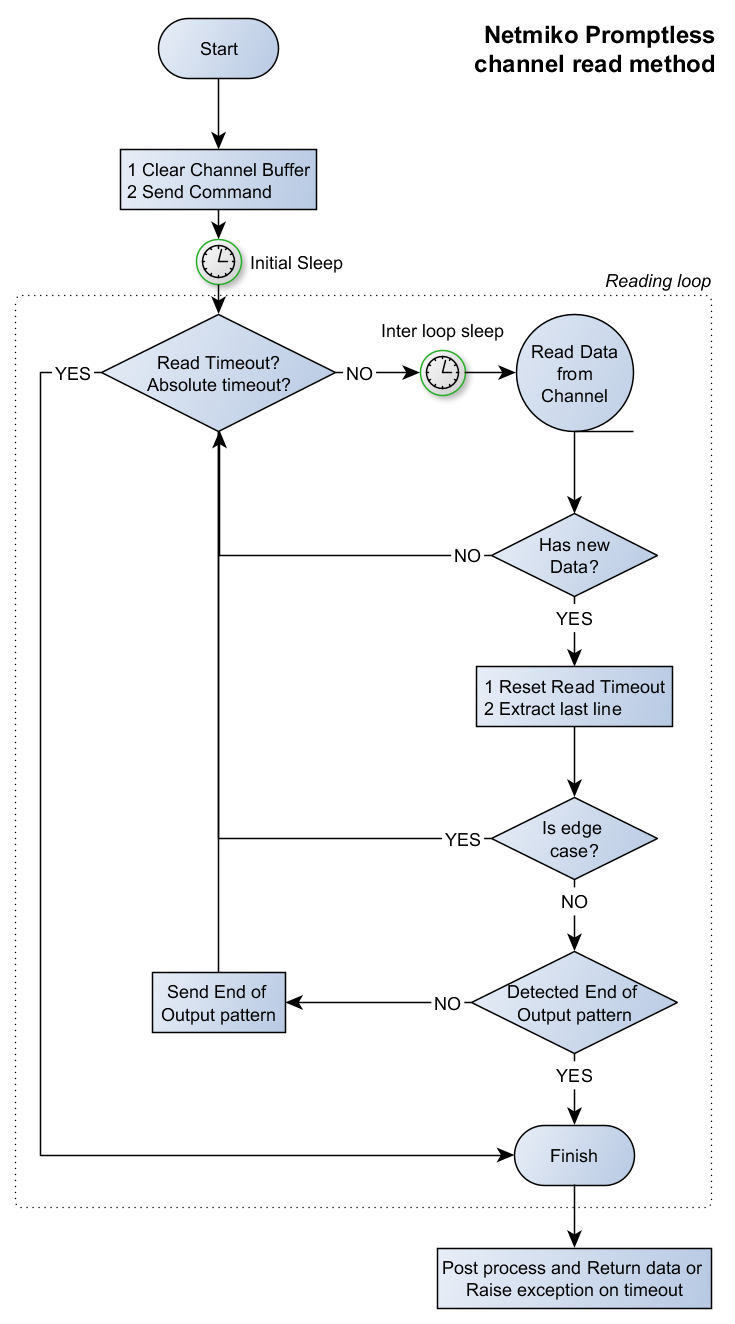 Netmiko Promptless
channel read method
Start
1 Clear Channel Buffer
2 Send Command
Initial Sleep
Reading loop
Read Timeout?
Absolute timeout?
YES
NO
Inter loop sleep
Read Data
from
Channel
Has new
Data?
NO
YES
1 Reset Read Timeout
2 Extract last line
Is edge
case?
YES
NO
Detected End of
Output pattern
NO
Send End of
Output pattern
YES
Finish
Post process and Return data or
Raise exception on timeout